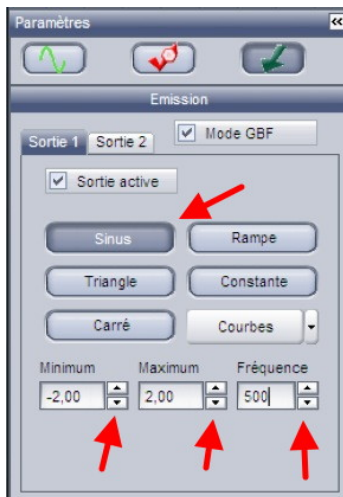 Paramètres
Emission
Sortie 1 Sortie 2 Mode GBF
Sortie active
Sinus Rampe
Triangle Constante
Carré Courbes
Minimum Maximum Fréquence
-2,00 2,00 500